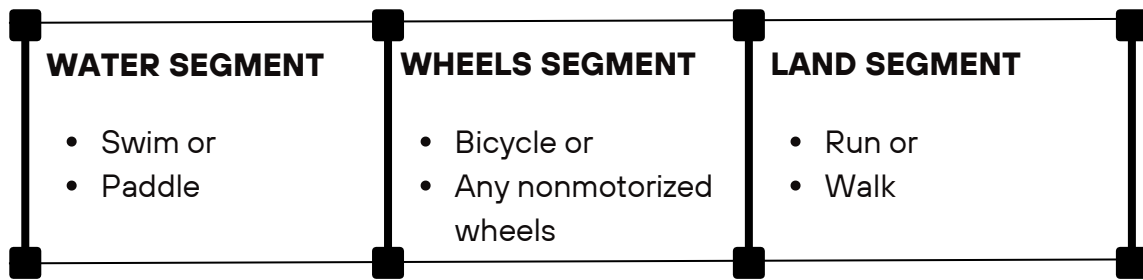 WATER SEGMENT
• Swim or
• Paddle
WHEELS SEGMENT
• Bicycle or
• Any nonmotorized
wheels
LAND SEGMENT
• Run or
• Walk